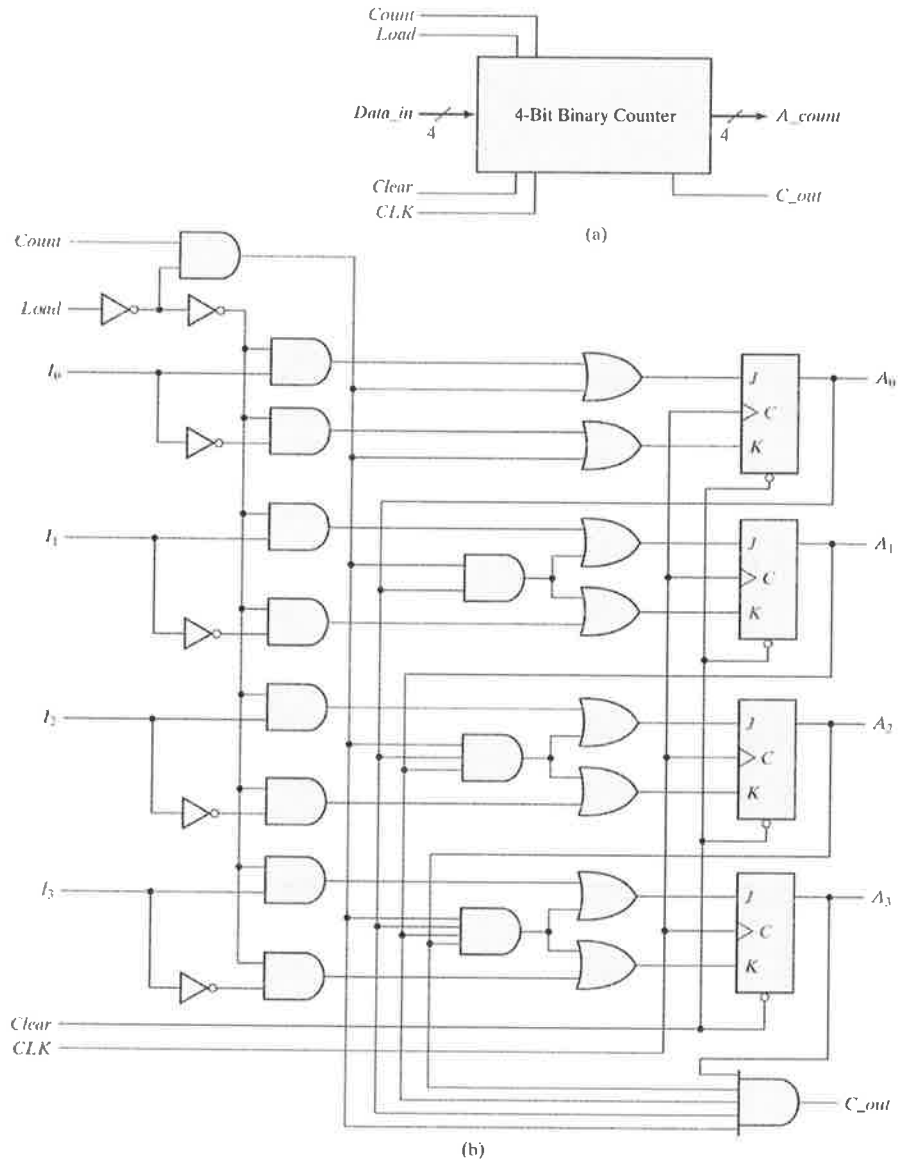 Count
Load
Data_in
4
4-Bit Binary Counter
4
A_count
Clear
CLK
C_out
(a)
Count
Load
I₀
J
C
K
A₀
I₁
J
C
K
A₁
I₂
J
C
K
A₂
I₃
J
C
K
A₃
Clear
CLK
C_out
(b)